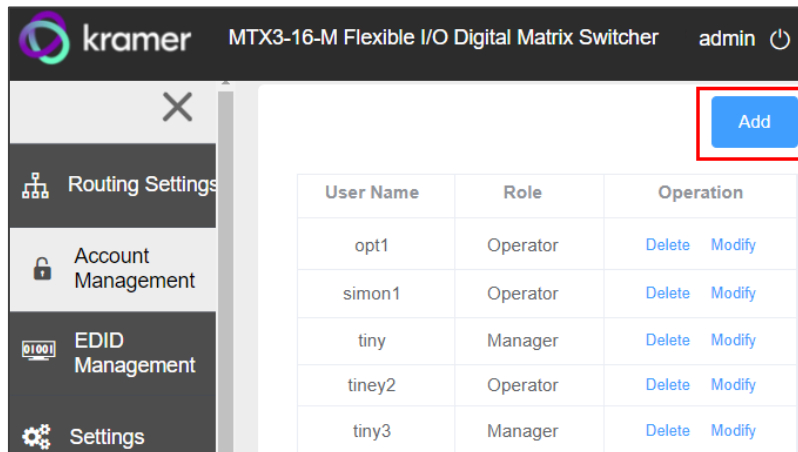 kramer MTX3-16-M Flexible I/O Digital Matrix Switcher admin
Add
Routing Settings
Account
Management
01001 EDID
Management
Settings
User Name Role Operation
opt1 Operator Delete Modify
simon1 Operator Delete Modify
tiny Manager Delete Modify
tiney2 Operator Delete Modify
tiny3 Manager Delete Modify